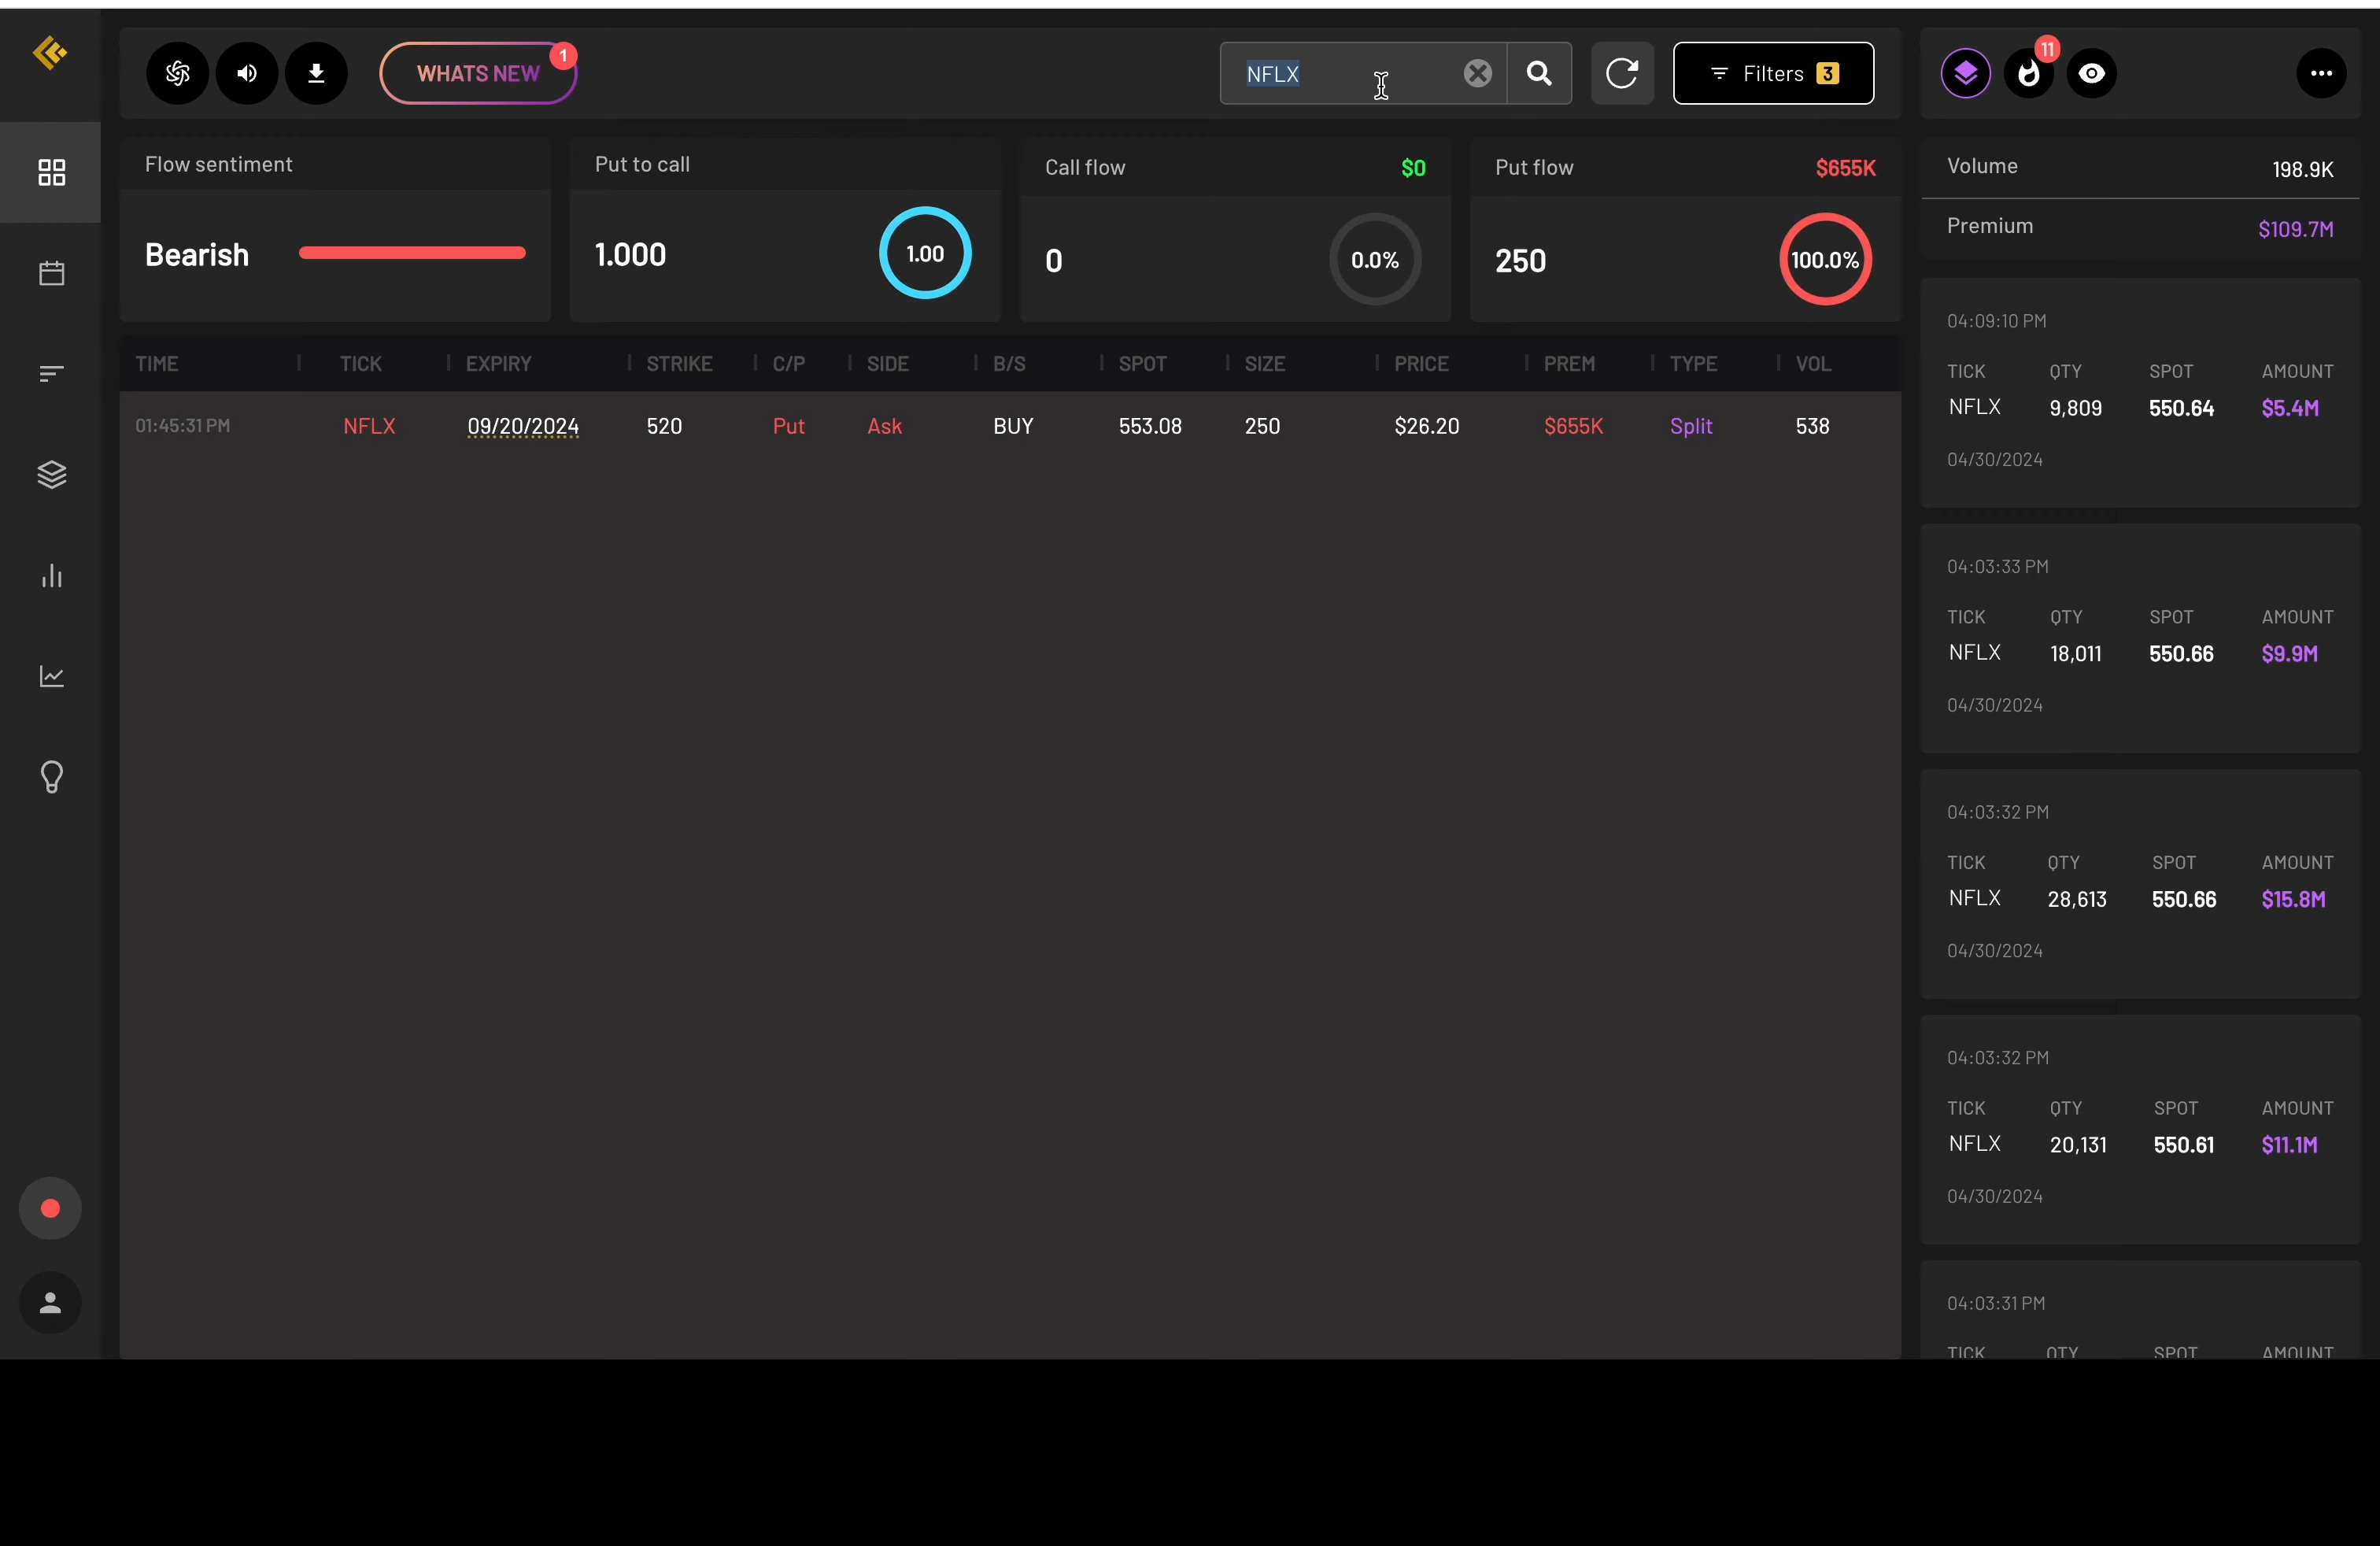 WHATS NEW 1
NFLX
Filters 3
11
Flow sentiment
Bearish
Put to call
1.000 1.00
Call flow $0
0 0.0%
Put flow $655K
250 100.0%
TIME TICK EXPIRY STRIKE C/P SIDE B/S SPOT SIZE PRICE PREM TYPE VOL
01:45:31 PM NFLX 09/20/2024 520 Put Ask BUY 553.08 250 $26.20 $655K Split 538
Volume 198.9K
Premium $109.7M
04:09:10 PM
TICK QTY SPOT AMOUNT
NFLX 9,809 550.64 $5.4M
04/30/2024
04:03:33 PM
TICK QTY SPOT AMOUNT
NFLX 18,011 550.66 $9.9M
04/30/2024
04:03:32 PM
TICK QTY SPOT AMOUNT
NFLX 28,613 550.66 $15.8M
04/30/2024
04:03:32 PM
TICK QTY SPOT AMOUNT
NFLX 20,131 550.61 $11.1M
04/30/2024
04:03:31 PM
TICK QTY SPOT AMOUNT